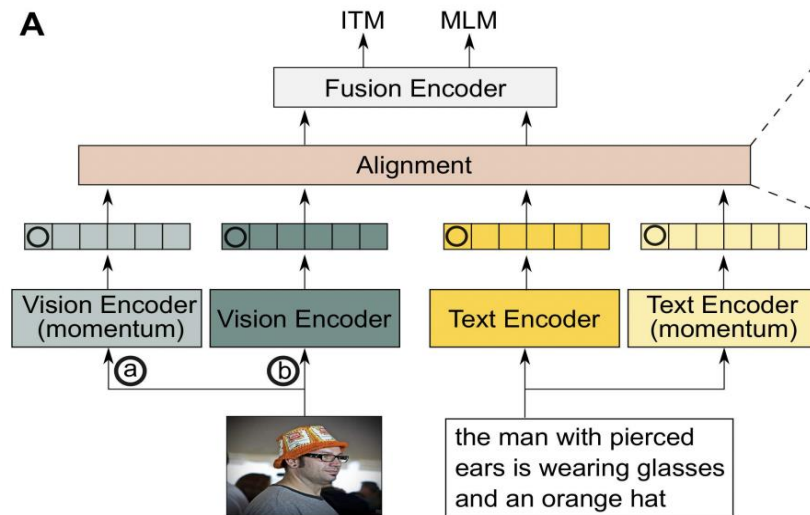 A
ITM MLM
Fusion Encoder
Alignment
Vision Encoder
(momentum)
Vision Encoder
Text Encoder
Text Encoder
(momentum)
a
b
the man with pierced
ears is wearing glasses
and an orange hat